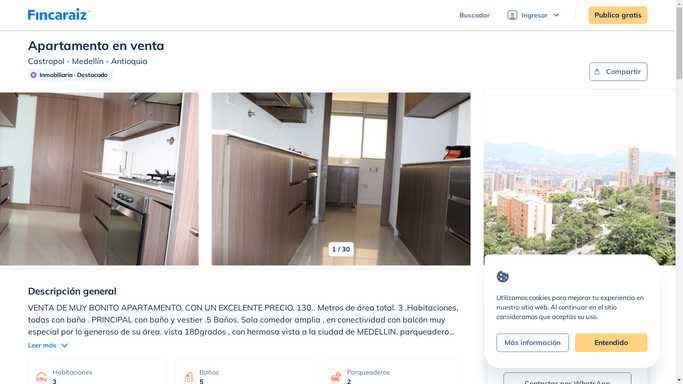 Fincaraiz
Buscador
Ingresar
Publica gratis
Apartamento en venta
Castropol - Medellín - Antioquia
Inmobiliaria - Destacado
Compartir
1 / 30
Descripción general
VENTA DE MUY BONITO APARTAMENTO, CON UN EXCELENTE PRECIO. 130.. Metros de área total. 3 .Habitaciones,
todas con baño . PRINCIPAL con baño y vestier .5 Baños. Sala comedor amplia , en conectividad con balcón muy
especial por lo generoso de su área. vista 180grados , con hermosa vista a la ciudad de MEDELLIN. parqueadero...
Leer más
Habitaciones
3
Baños
5
Parqueaderos
2
Utilizamos cookies para mejorar tu experiencia en
nuestro sitio web. Al continuar en el sitio
consideramos que aceptas su uso.
Más información
Entendido
Contactar por WhatsApp